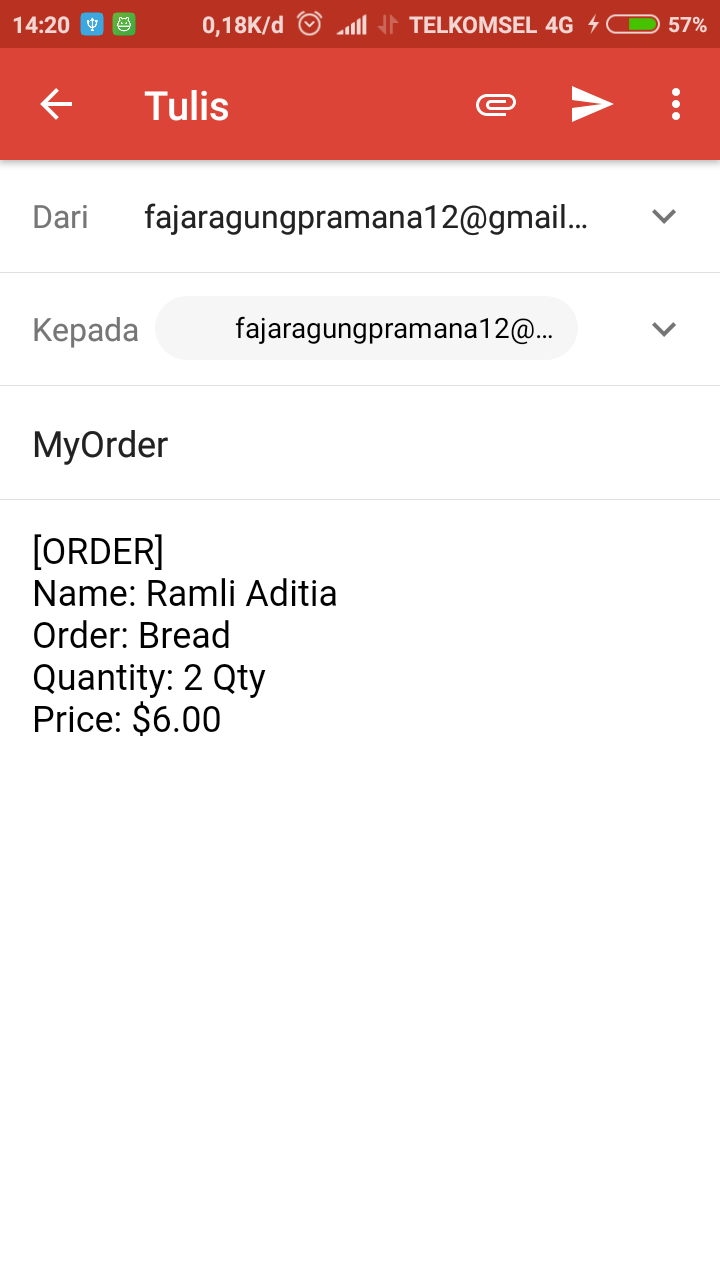 14:20 0,18K/d TELKOMSEL 4G 57%
Tulis
Dari fajaragungpramana12@gmail...
Kepada fajaragungpramana12@...
MyOrder
[ORDER]
Name: Ramli Aditia
Order: Bread
Quantity: 2 Qty
Price: $6.00